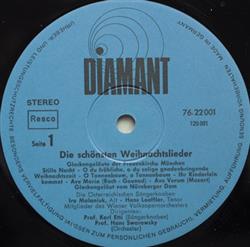 DIAMANT
STEREO
Resco
76·22 001
120 001
Seite 1
Die schönsten Weihnachtslieder
Glockengeläut der Frauenkirche München
Stille Nacht - O du fröhliche, o du selige gnadenbringende
Weihnachtszeit - O Tannenbaum, o Tannenbaum - Ihr Kinderlein
kommet - Ave Maria (Bach - Gounod) - Ave Verum (Mozart)
Glockengeläut vom Nürnberger Dom
Die Österreichischen Sängerknaben
Ira Malaniuk, Alt - Hans Loeffler, Tenor
Mitglieder des Wiener Volksopernorchesters
Dirigenten:
Prof. Karl Etti (Sängerknaben)
Prof. Hans Swarowsky
(Orchester)